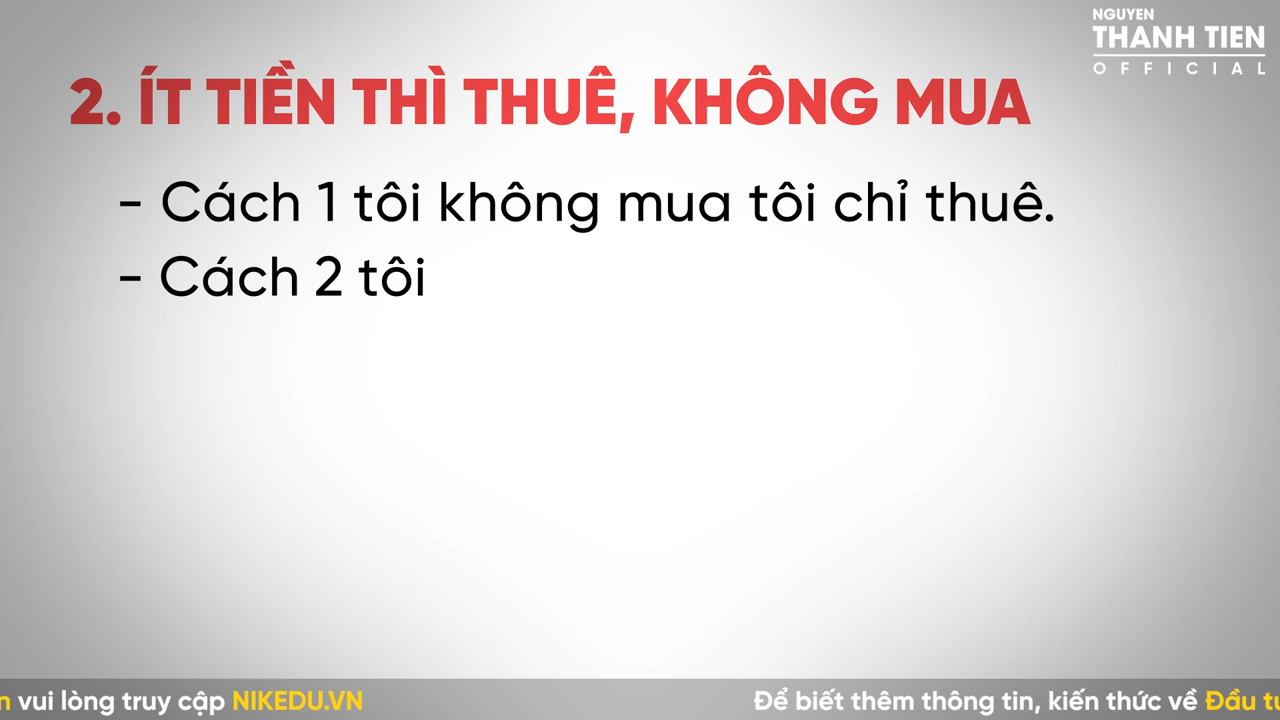 NGUYEN
THANH TIEN
OFFICIAL
2. ÍT TIỀN THÌ THUÊ, KHÔNG MUA
- Cách 1 tôi không mua tôi chỉ thuê.
- Cách 2 tôi
n vui lòng truy cập NIKEDU.VN
Để biết thêm thông tin, kiến thức về Đầu tư